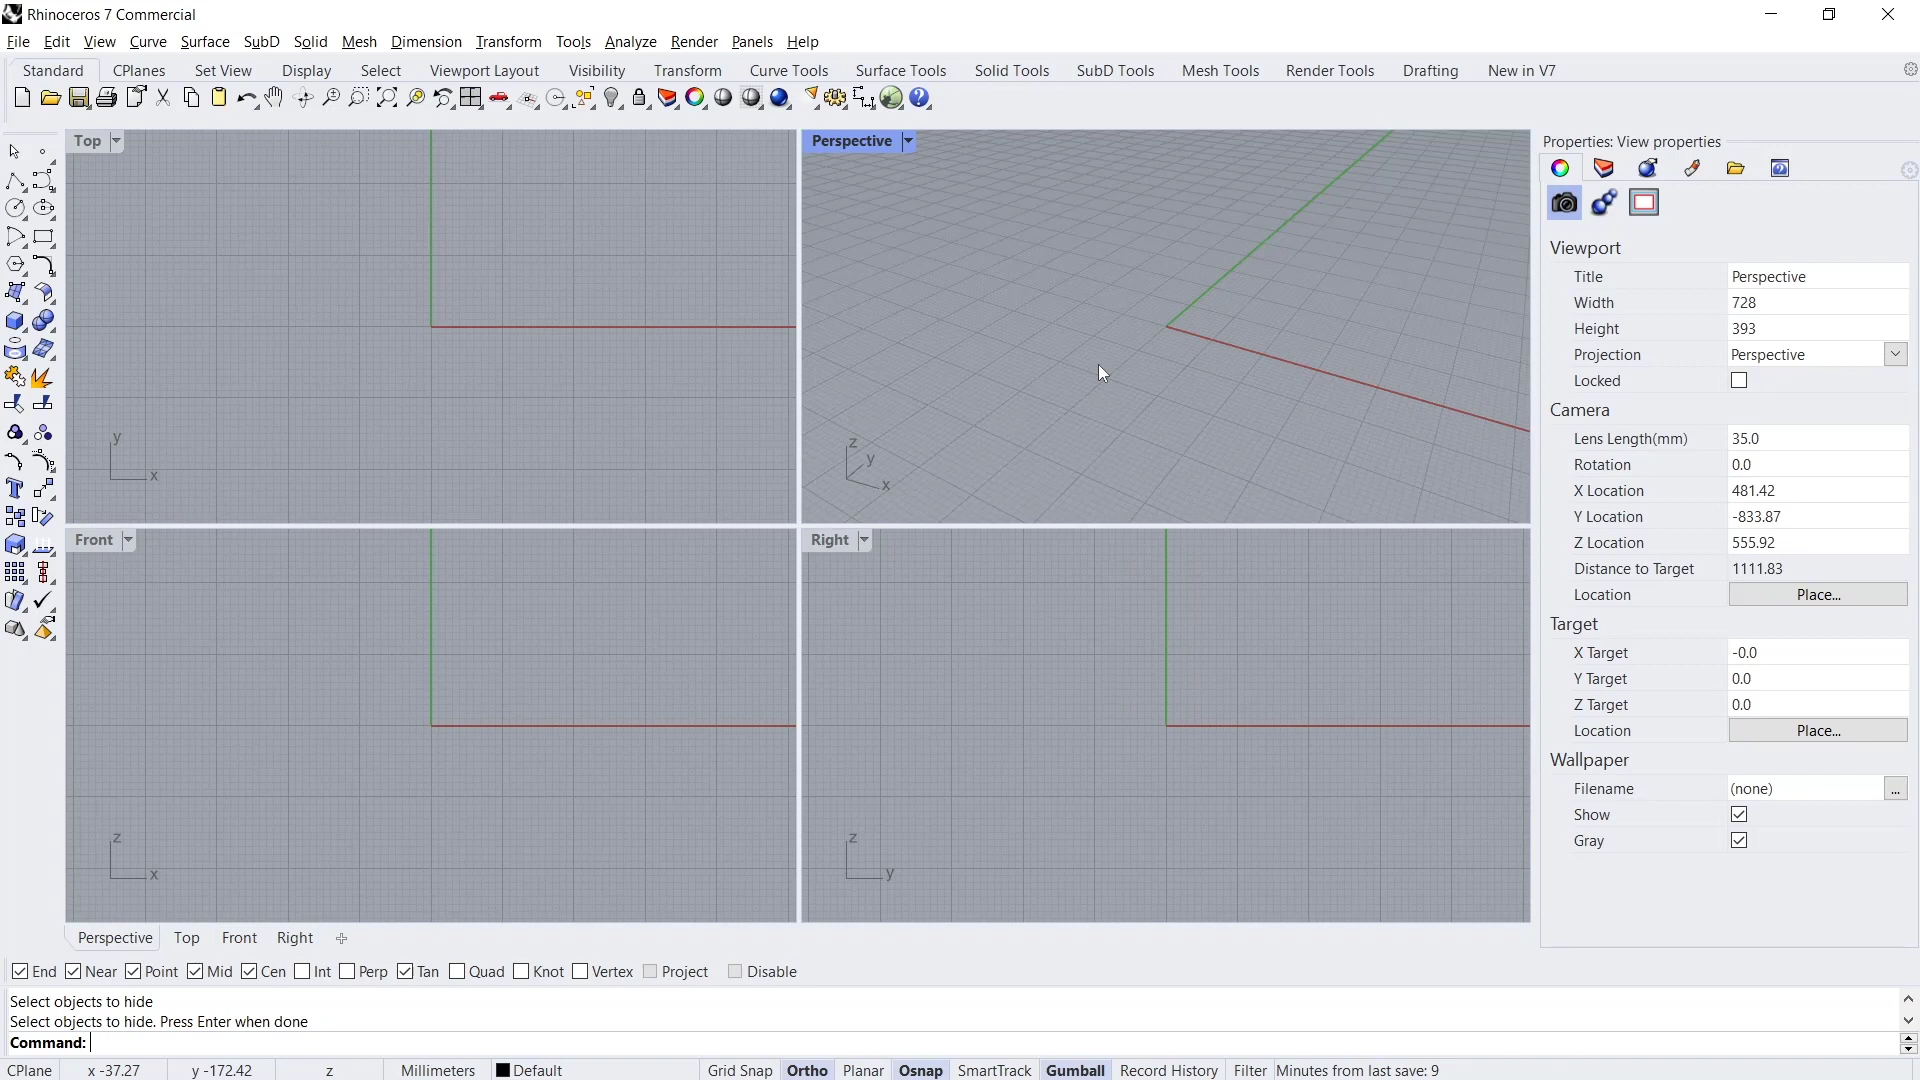 Rhinoceros 7 Commercial
File Edit View Curve Surface SubD Solid Mesh Dimension Transform Tools Analyze Render Panels Help
Standard CPlanes Set View Display Select Viewport Layout Visibility Transform Curve Tools Surface Tools Solid Tools SubD Tools Mesh Tools Render Tools Drafting New in V7
Top
y
x
Perspective
z
y
x
Front
z
x
Right
z
y
Properties: View properties
Viewport
Title Perspective
Width 728
Height 393
Projection Perspective
Locked
Camera
Lens Length(mm) 35.0
Rotation 0.0
X Location 481.42
Y Location -833.87
Z Location 555.92
Distance to Target 1111.83
Location Place...
Target
X Target -0.0
Y Target 0.0
Z Target 0.0
Location Place...
Wallpaper
Filename (none) ...
Show
Gray
Perspective Top Front Right
End Near Point Mid Cen Int Perp Tan Quad Knot Vertex Project Disable
Select objects to hide
Select objects to hide. Press Enter when done
Command:
CPlane x -37.27 y -172.42 z Millimeters Default Grid Snap Ortho Planar Osnap SmartTrack Gumball Record History Filter Minutes from last save: 9